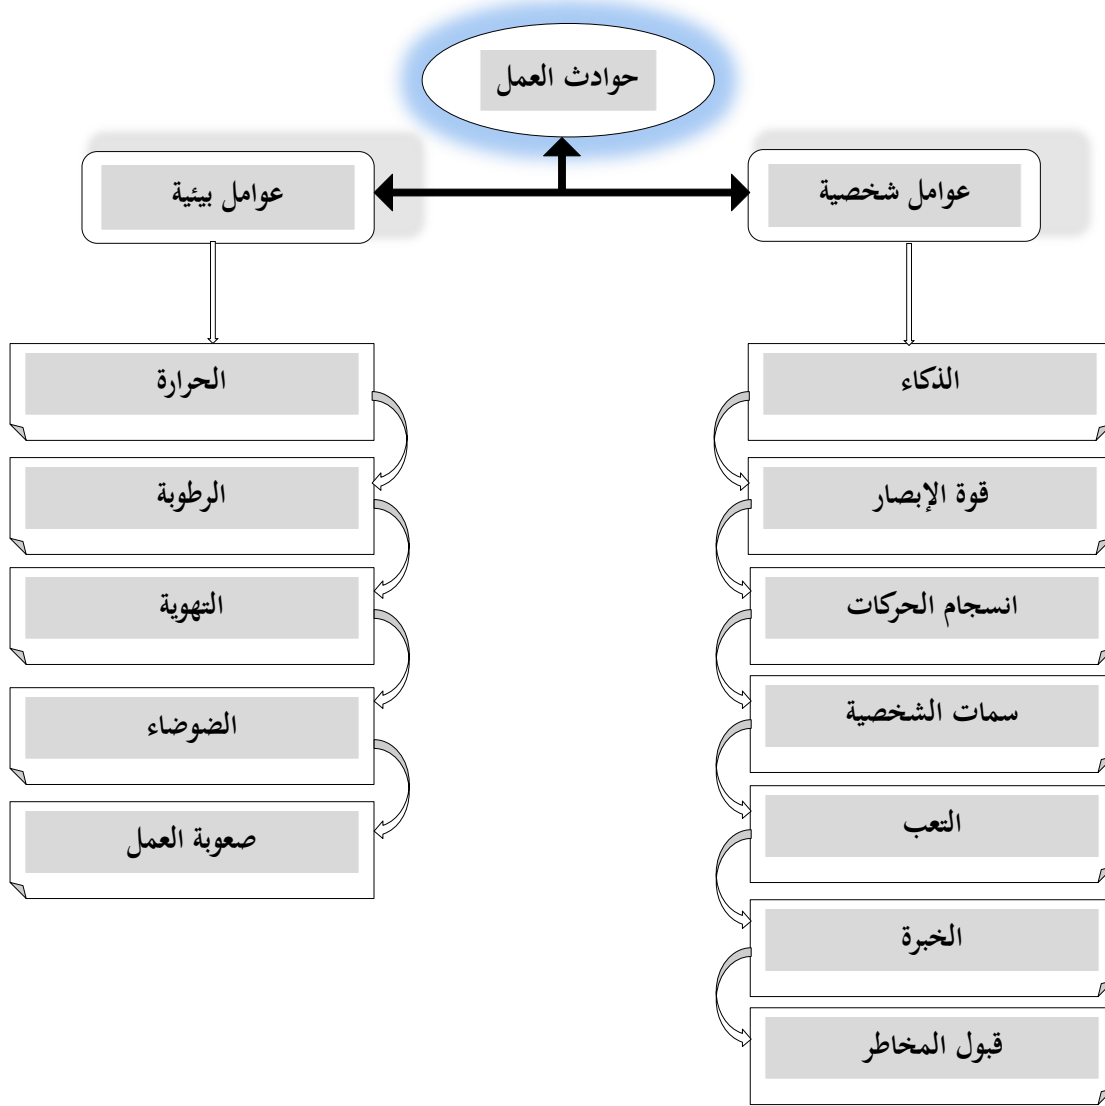 حوادث العمل
عوامل شخصية
عوامل بيئية
الذكاء
قوة الإبصار
انسجام الحركات
سمات الشخصية
التعب
الخبرة
قبول المخاطر
الحرارة
الرطوبة
التهوية
الضوضاء
صعوبة العمل